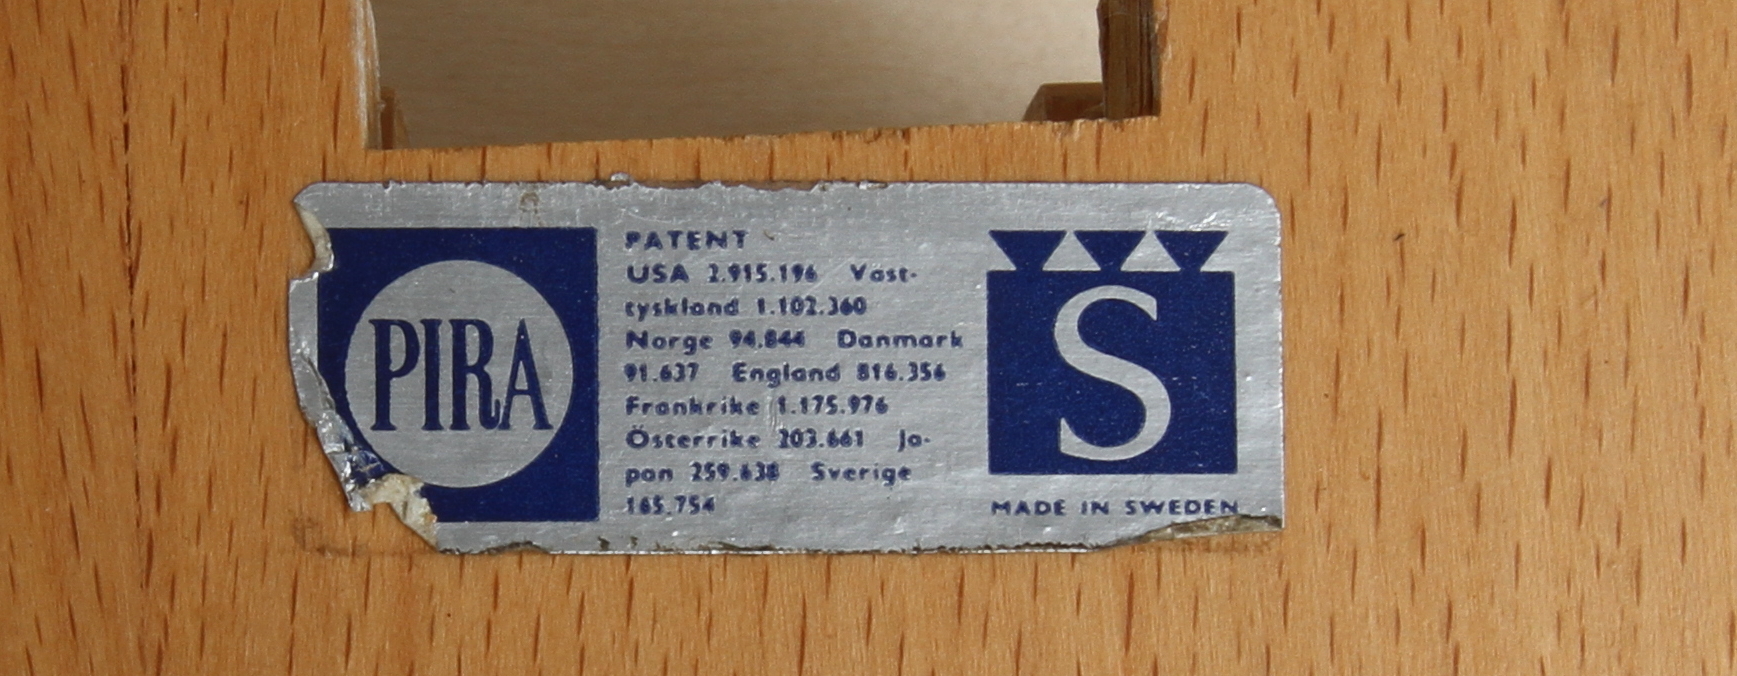 PIRA
PATENT
USA 2.915.196 Väst-
tyskland 1.102.360
Norge 94.844 Danmark
91.637 England 816.356
Frankrike 1.175.976
Österrike 203.661 Ja-
pan 259.638 Sverige
165.754
S
MADE IN SWEDEN